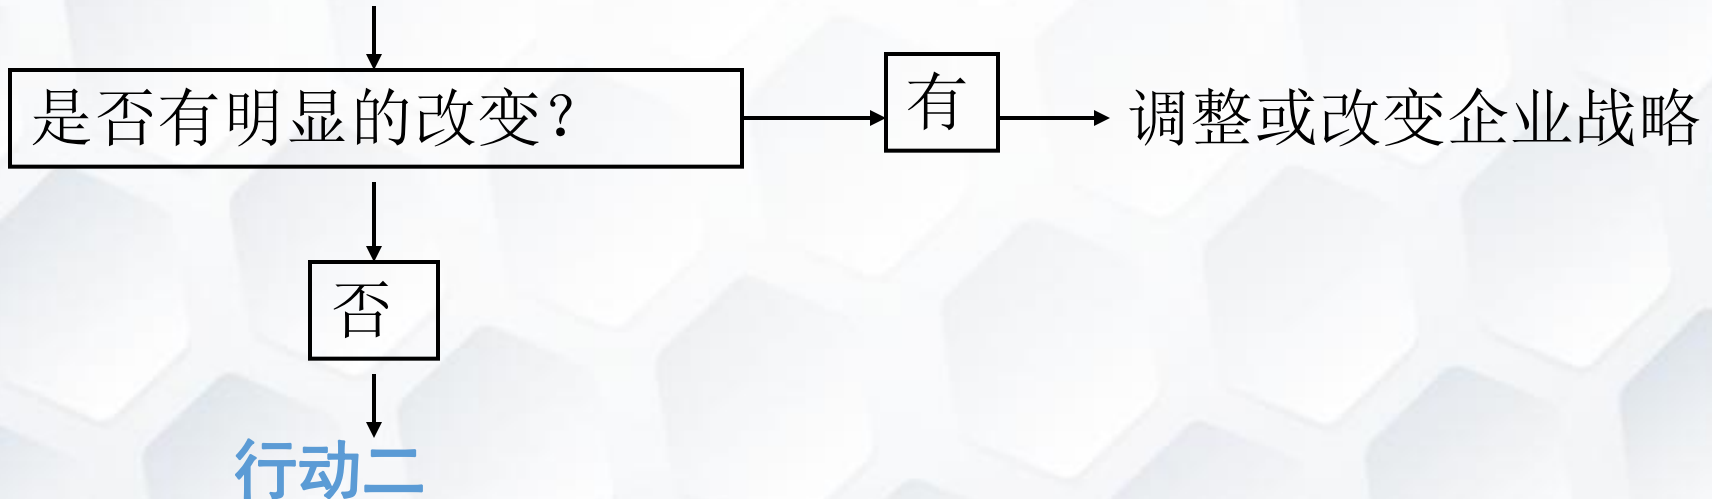 是否有明显的改变？
有
调整或改变企业战略
否
行动二